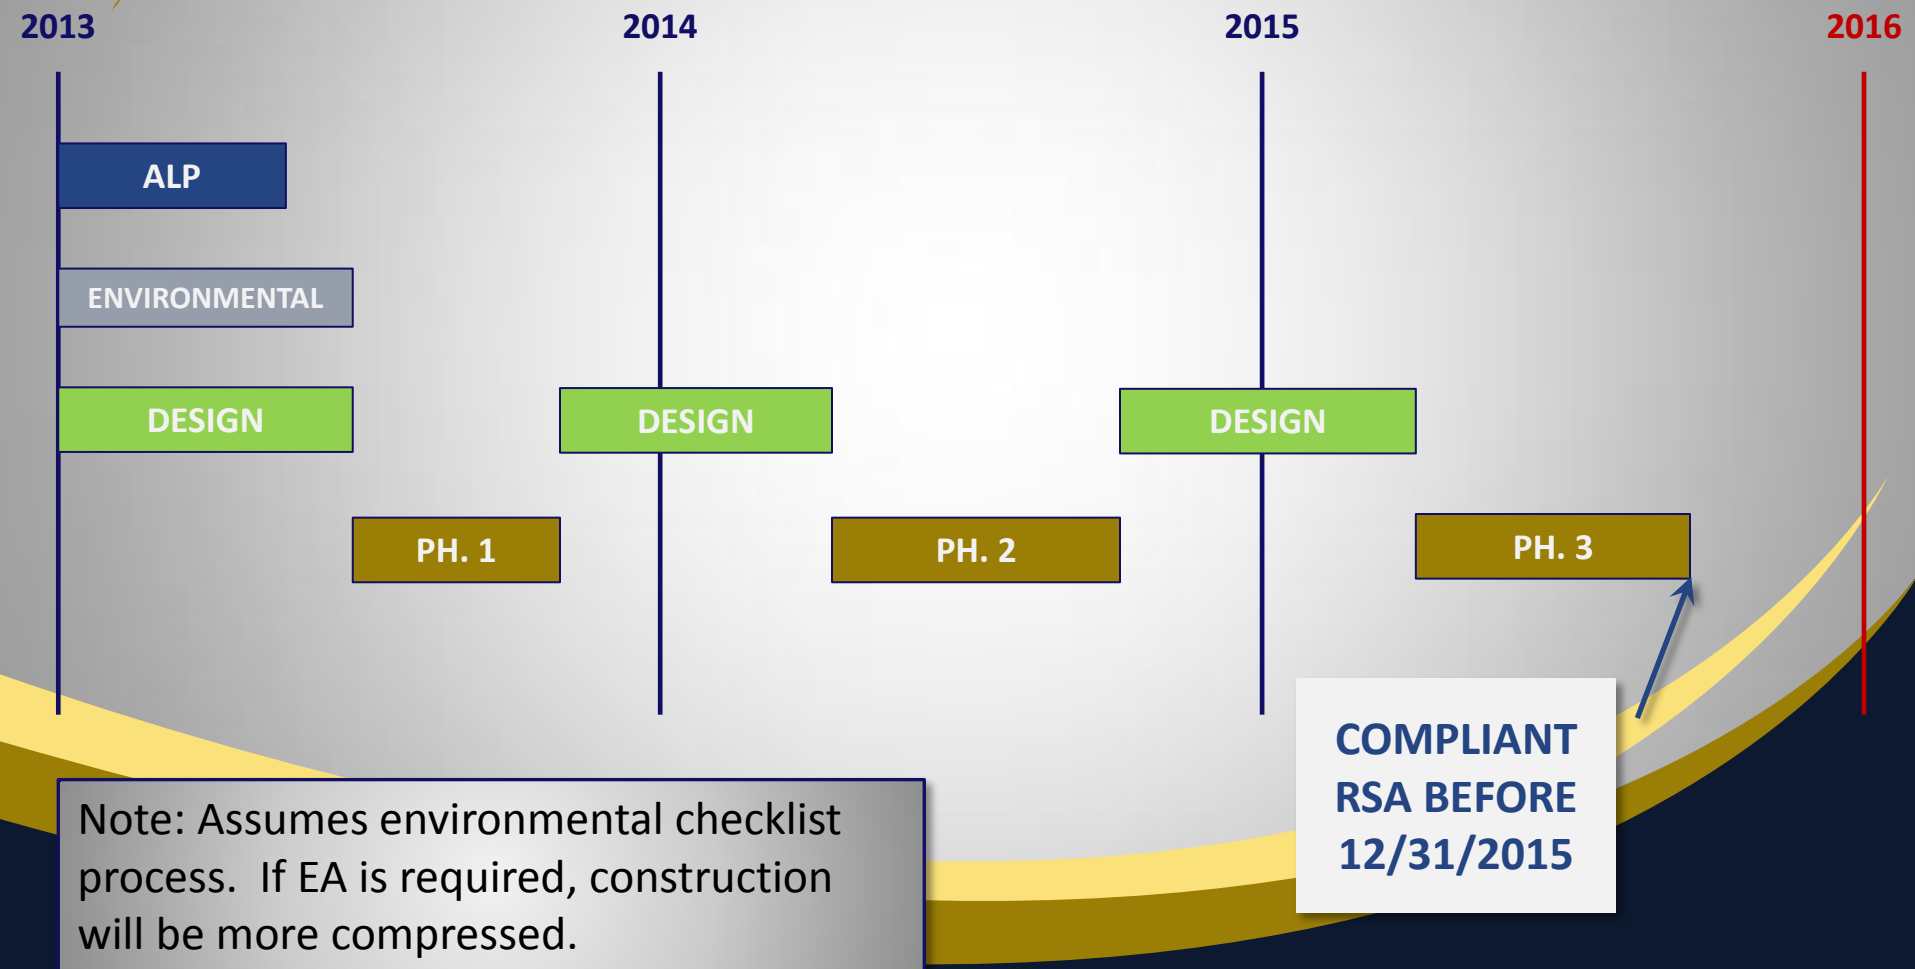 2013
2014
2015
2016
ALP
ENVIRONMENTAL
DESIGN
DESIGN
DESIGN
PH. 1
PH. 2
PH. 3
COMPLIANT
RSA BEFORE
12/31/2015
Note: Assumes environmental checklist
process.  If EA is required, construction
will be more compressed.